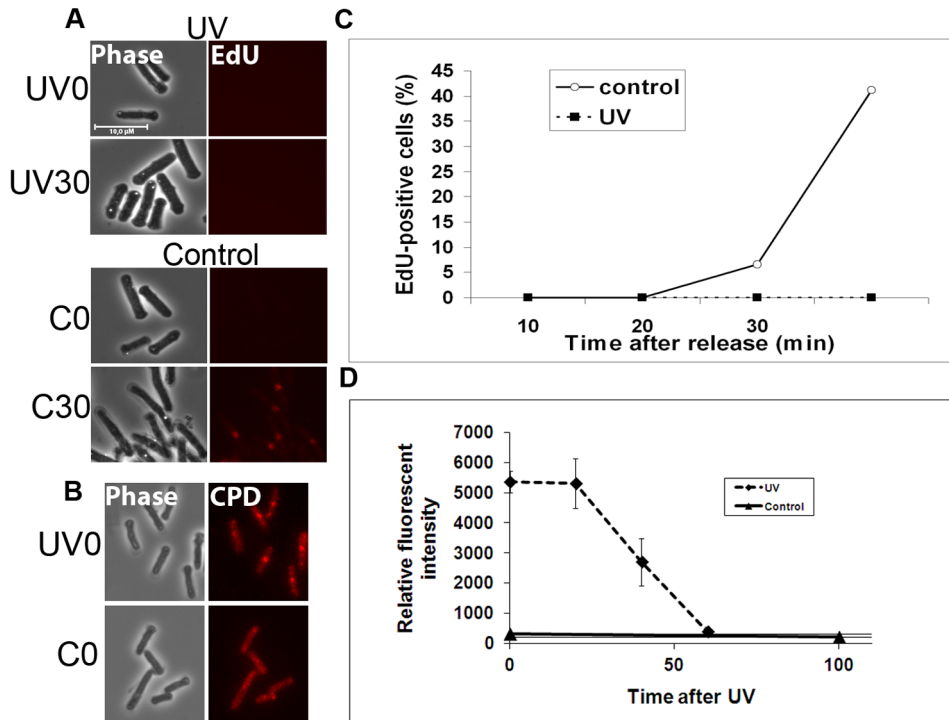 A
UV
Phase EdU
UV0
10,0 µM
UV30
Control
C0
C30
B
Phase CPD
UV0
C0
C
EdU-positive cells (%)
45
40
35
30
25
20
15
10
5
0
control
UV
10 20 30
Time after release (min)
D
Relative fluorescent
intensity
7000
6000
5000
4000
3000
2000
1000
0
UV
Control
0 50 100
Time after UV